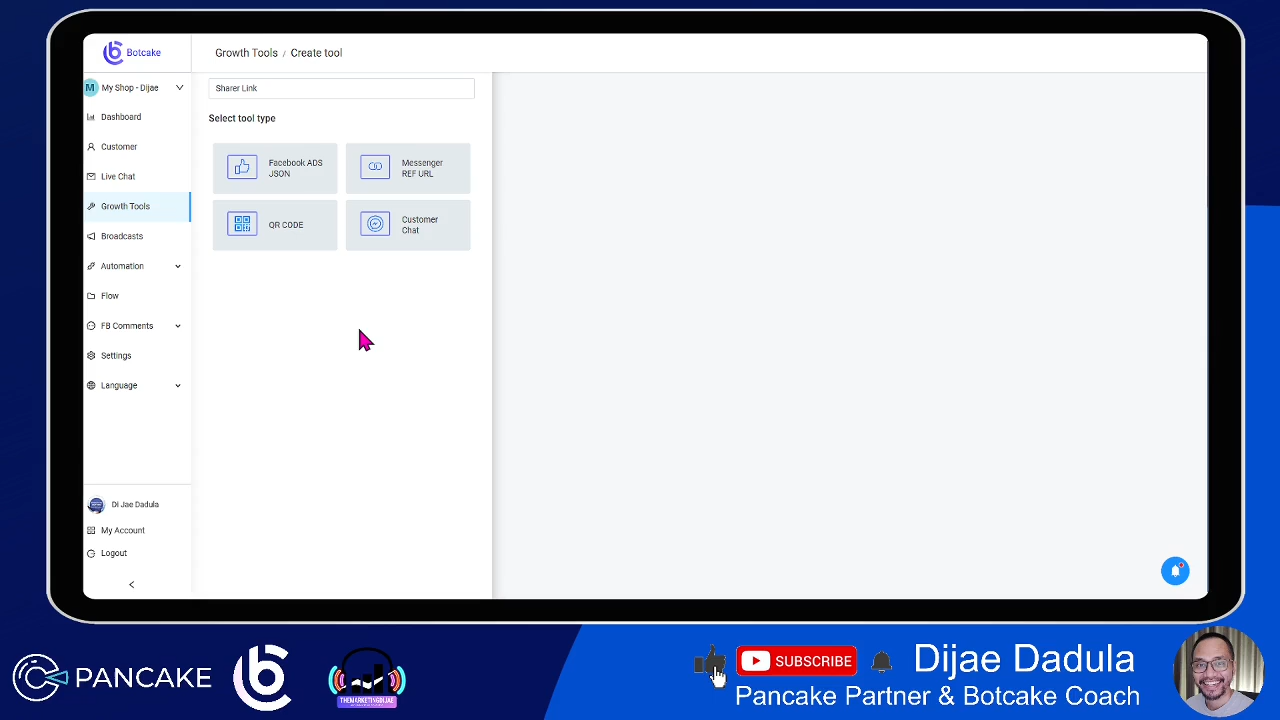 Botcake
Growth Tools / Create tool
M My Shop - Dijae
Sharer Link
Dashboard
Select tool type
Customer
Facebook ADS
JSON
Messenger
REF URL
Live Chat
Growth Tools
QR CODE
Customer
Chat
Broadcasts
Automation
Flow
FB Comments
Settings
Language
Di Jae Dadula
My Account
Logout
PANCAKE
THEMARKETINGDIJAE
SUBSCRIBE
Dijae Dadula
Pancake Partner & Botcake Coach